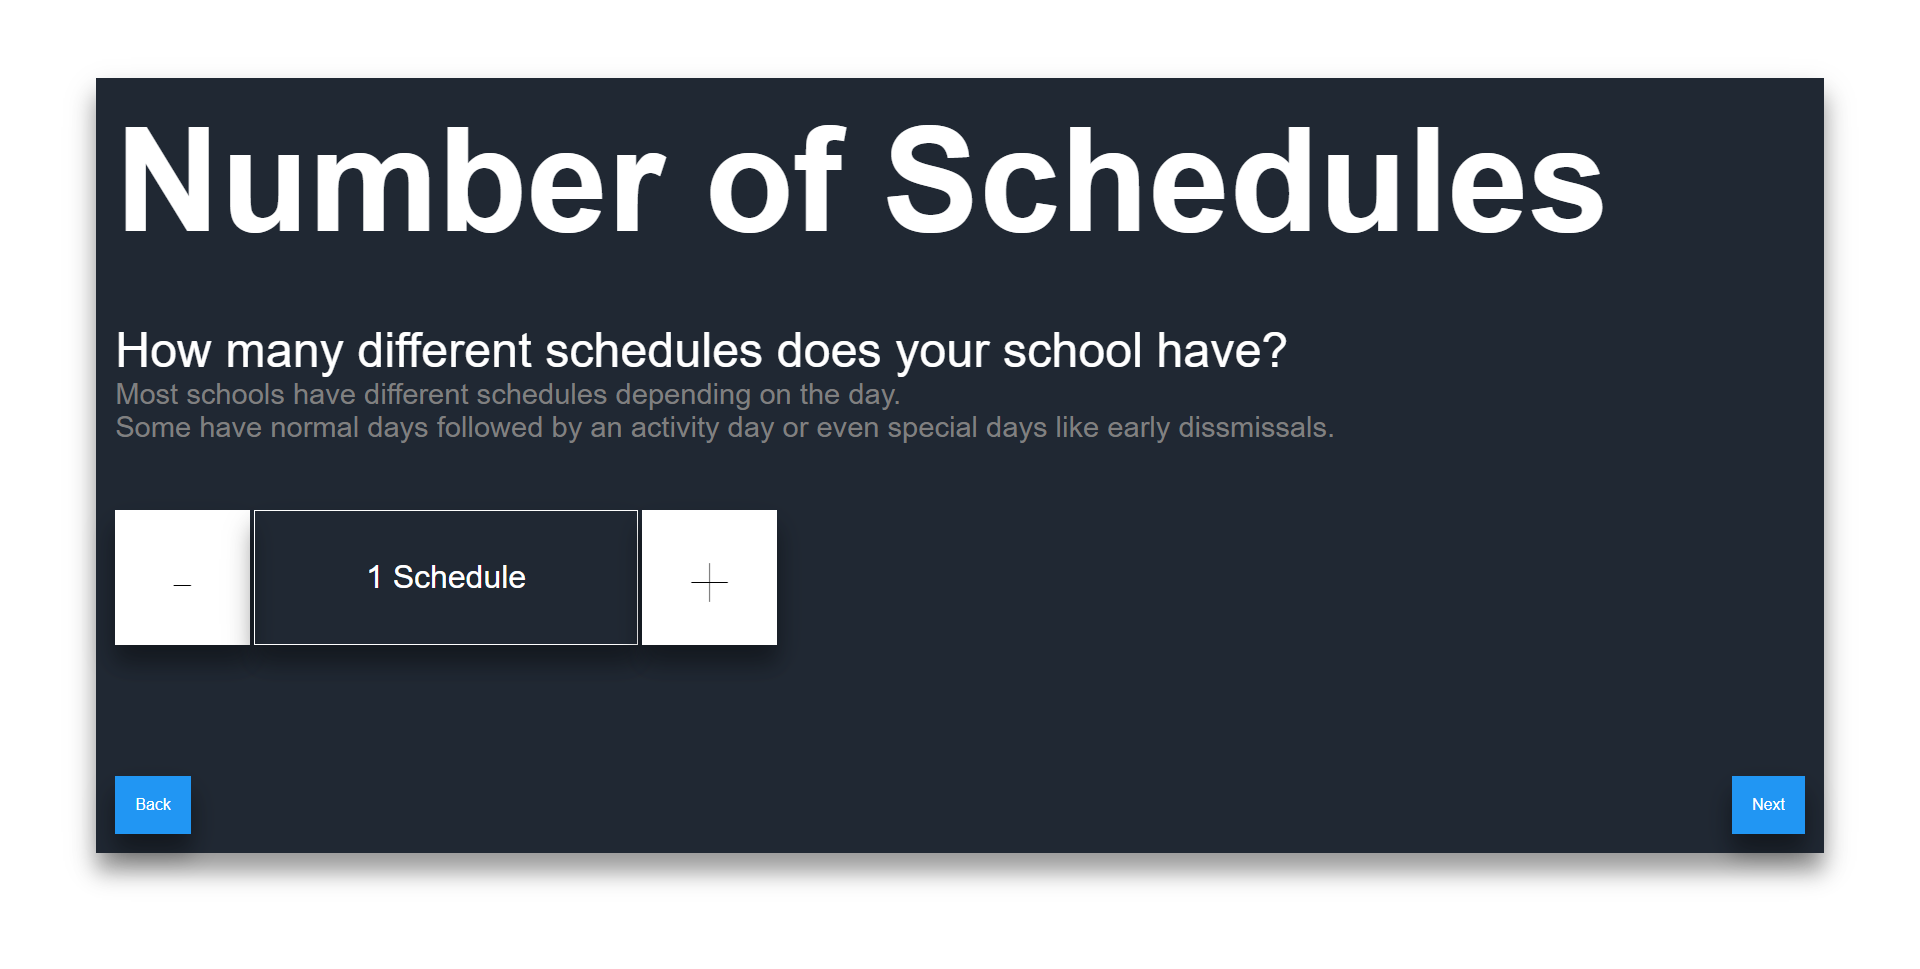 Number of Schedules
How many different schedules does your school have?
Most schools have different schedules depending on the day.
Some have normal days followed by an activity day or even special days like early dissmissals.
- 1 Schedule +
Back Next